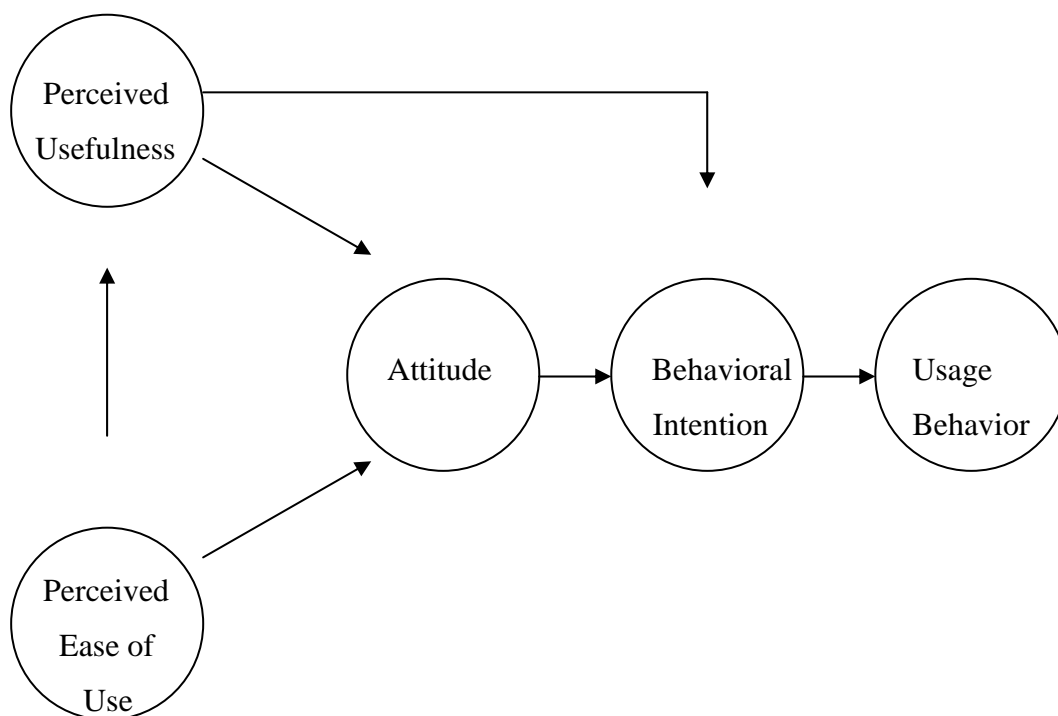 Perceived
Usefulness
Attitude
Behavioral
Intention
Usage
Behavior
Perceived
Ease of
Use